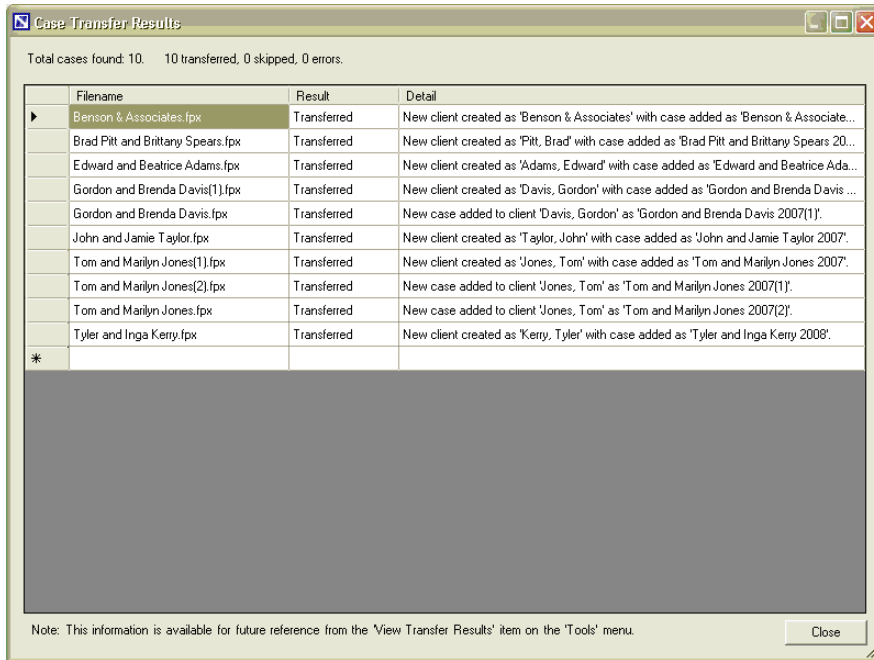 Case Transfer Results
Total cases found: 10. 10 transferred, 0 skipped, 0 errors.
Filename Result Detail
Benson & Associates.fpx Transferred New client created as 'Benson & Associates' with case added as 'Benson & Associate...
Brad Pitt and Brittany Spears.fpx Transferred New client created as 'Pitt, Brad' with case added as 'Brad Pitt and Brittany Spears 20...
Edward and Beatrice Adams.fpx Transferred New client created as 'Adams, Edward' with case added as 'Edward and Beatrice Ada...
Gordon and Brenda Davis(1).fpx Transferred New client created as 'Davis, Gordon' with case added as 'Gordon and Brenda Davis ...
Gordon and Brenda Davis.fpx Transferred New case added to client 'Davis, Gordon' as 'Gordon and Brenda Davis 2007(1)'.
John and Jamie Taylor.fpx Transferred New client created as 'Taylor, John' with case added as 'John and Jamie Taylor 2007'.
Tom and Marilyn Jones(1).fpx Transferred New client created as 'Jones, Tom' with case added as 'Tom and Marilyn Jones 2007'.
Tom and Marilyn Jones(2).fpx Transferred New case added to client 'Jones, Tom' as 'Tom and Marilyn Jones 2007(1)'.
Tom and Marilyn Jones.fpx Transferred New case added to client 'Jones, Tom' as 'Tom and Marilyn Jones 2007(2)'.
Tyler and Inga Kerry.fpx Transferred New client created as 'Kerry, Tyler' with case added as 'Tyler and Inga Kerry 2008'.
Note: This information is available for future reference from the 'View Transfer Results' item on the 'Tools' menu.
Close